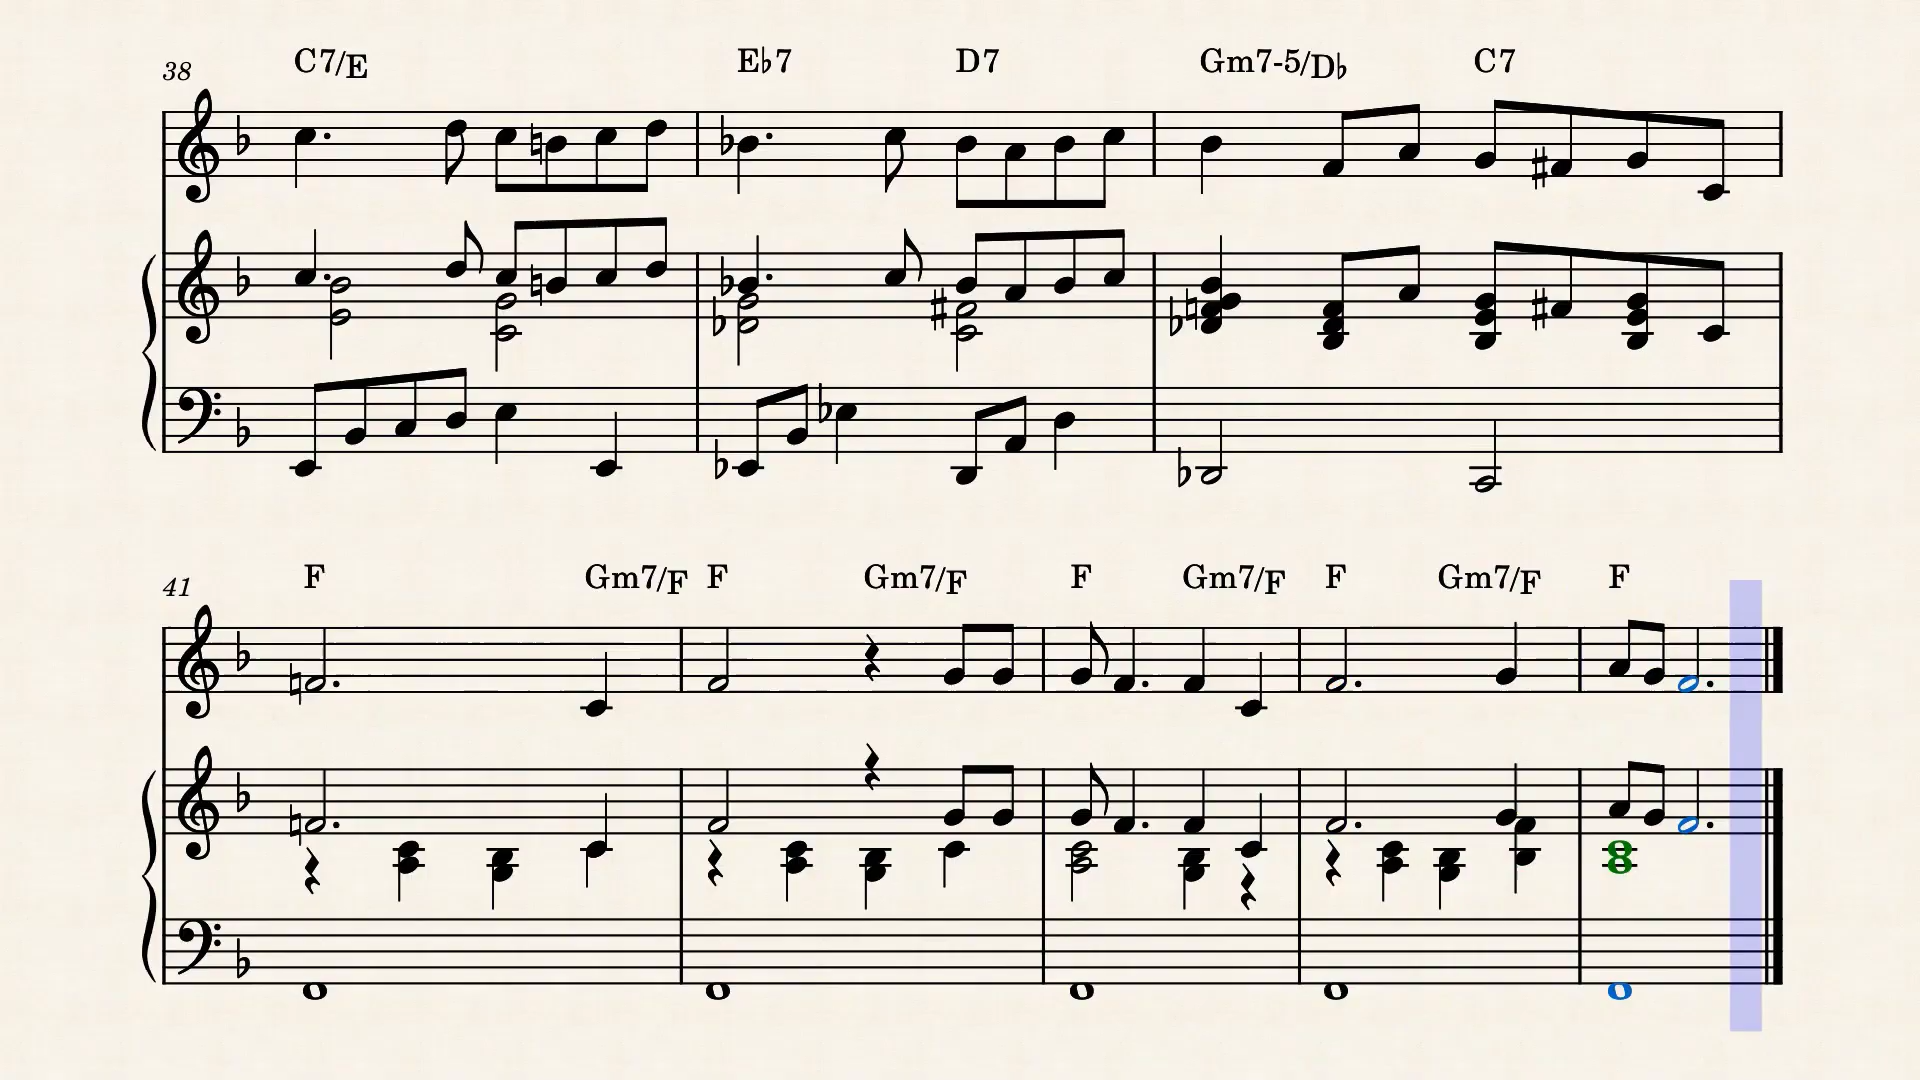 38 C7/E E♭7 D7 Gm7-5/D♭ C7
41 F Gm7/F F Gm7/F F Gm7/F F Gm7/F F